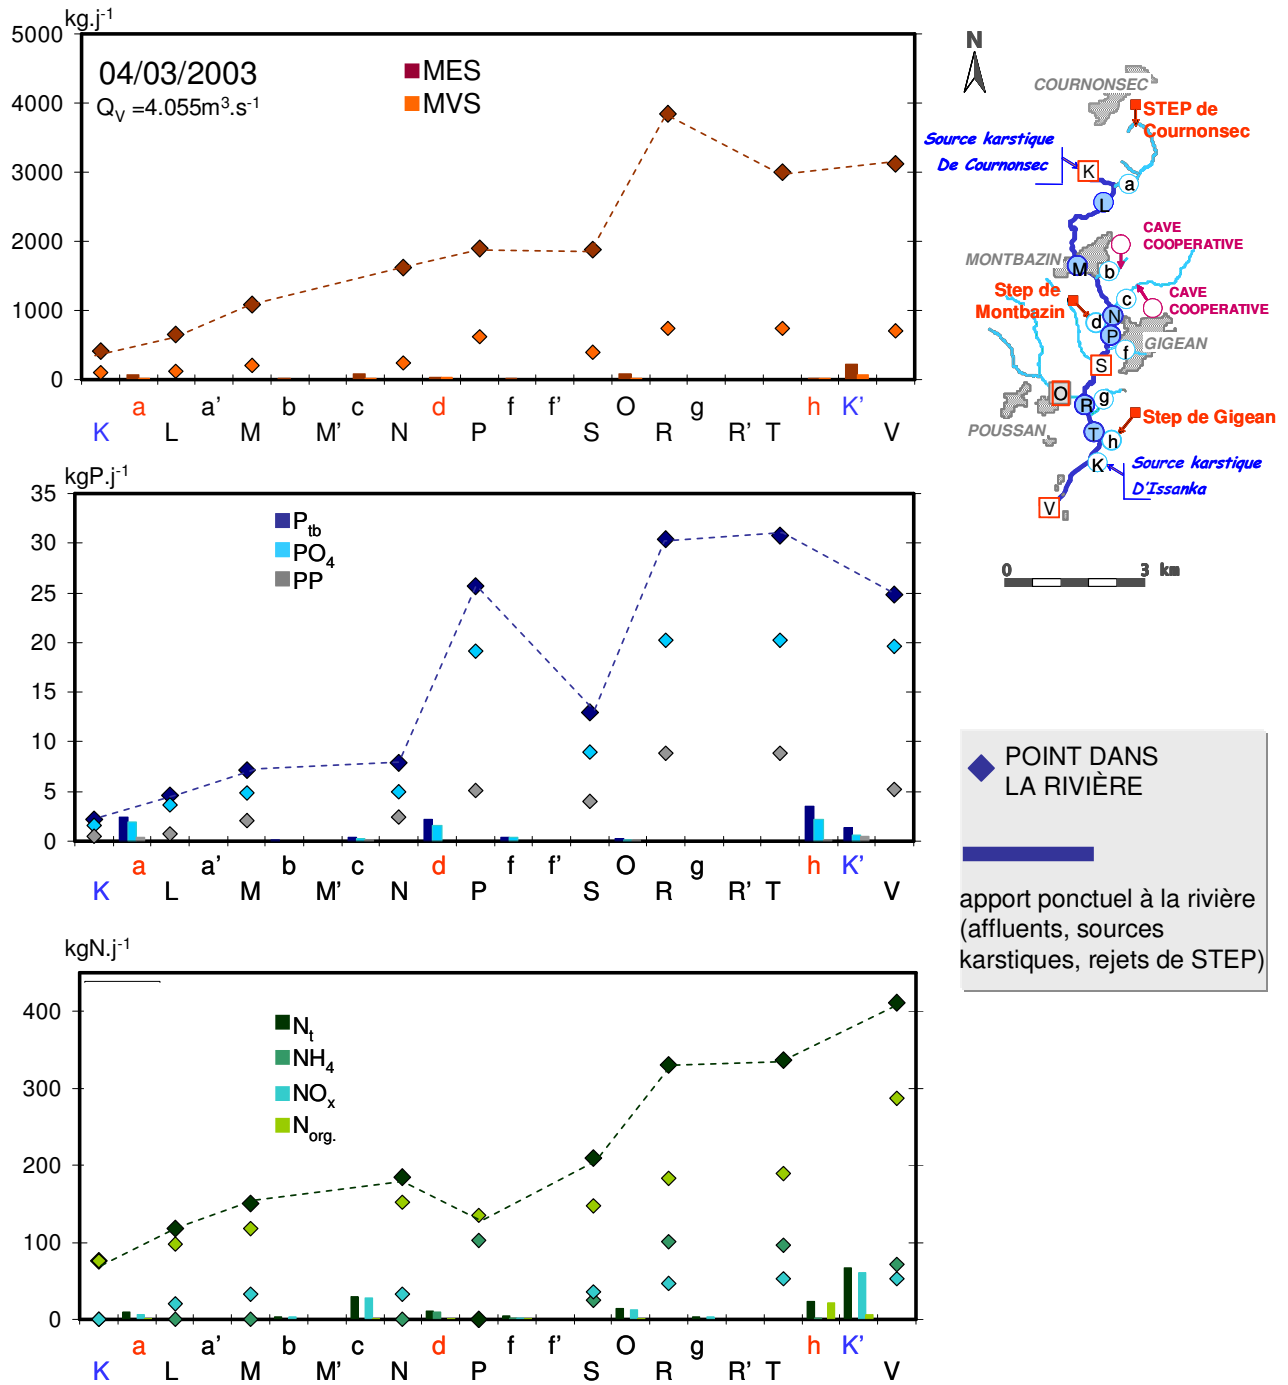 kg.j-1
5000
4000
3000
2000
1000
0
04/03/2003
QV =4.055m3.s-1
MES
MVS
a a' b c d f f' O g h K'
K L M M' N P S R R' T V
kgP.j-1
35
30
25
20
15
10
5
0
Ptb
PO4
PP
a a' b c d f f' O g h K'
K L M M' N P S R R' T V
kgN.j-1
400
300
200
100
0
Nt
NH4
NOx
Norg.
a a' b c d f f' O g h K'
K L M M' N P S R R' T V
N
COURNONSEC
STEP de
Cournonsec
Source karstique
De Cournonsec
K
a
L
CAVE
COOPERATIVE
MONTBAZIN
M
b
Step de
Montbazin
c
CAVE
COOPERATIVE
N
d
P
f
GIGEAN
S
O
R
g
POUSSAN
Step de Gigean
T
h
K
Source karstique
D'Issanka
V
0 3 km
POINT DANS
LA RIVIÈRE
apport ponctuel à la rivière
(affluents, sources
karstiques, rejets de STEP)